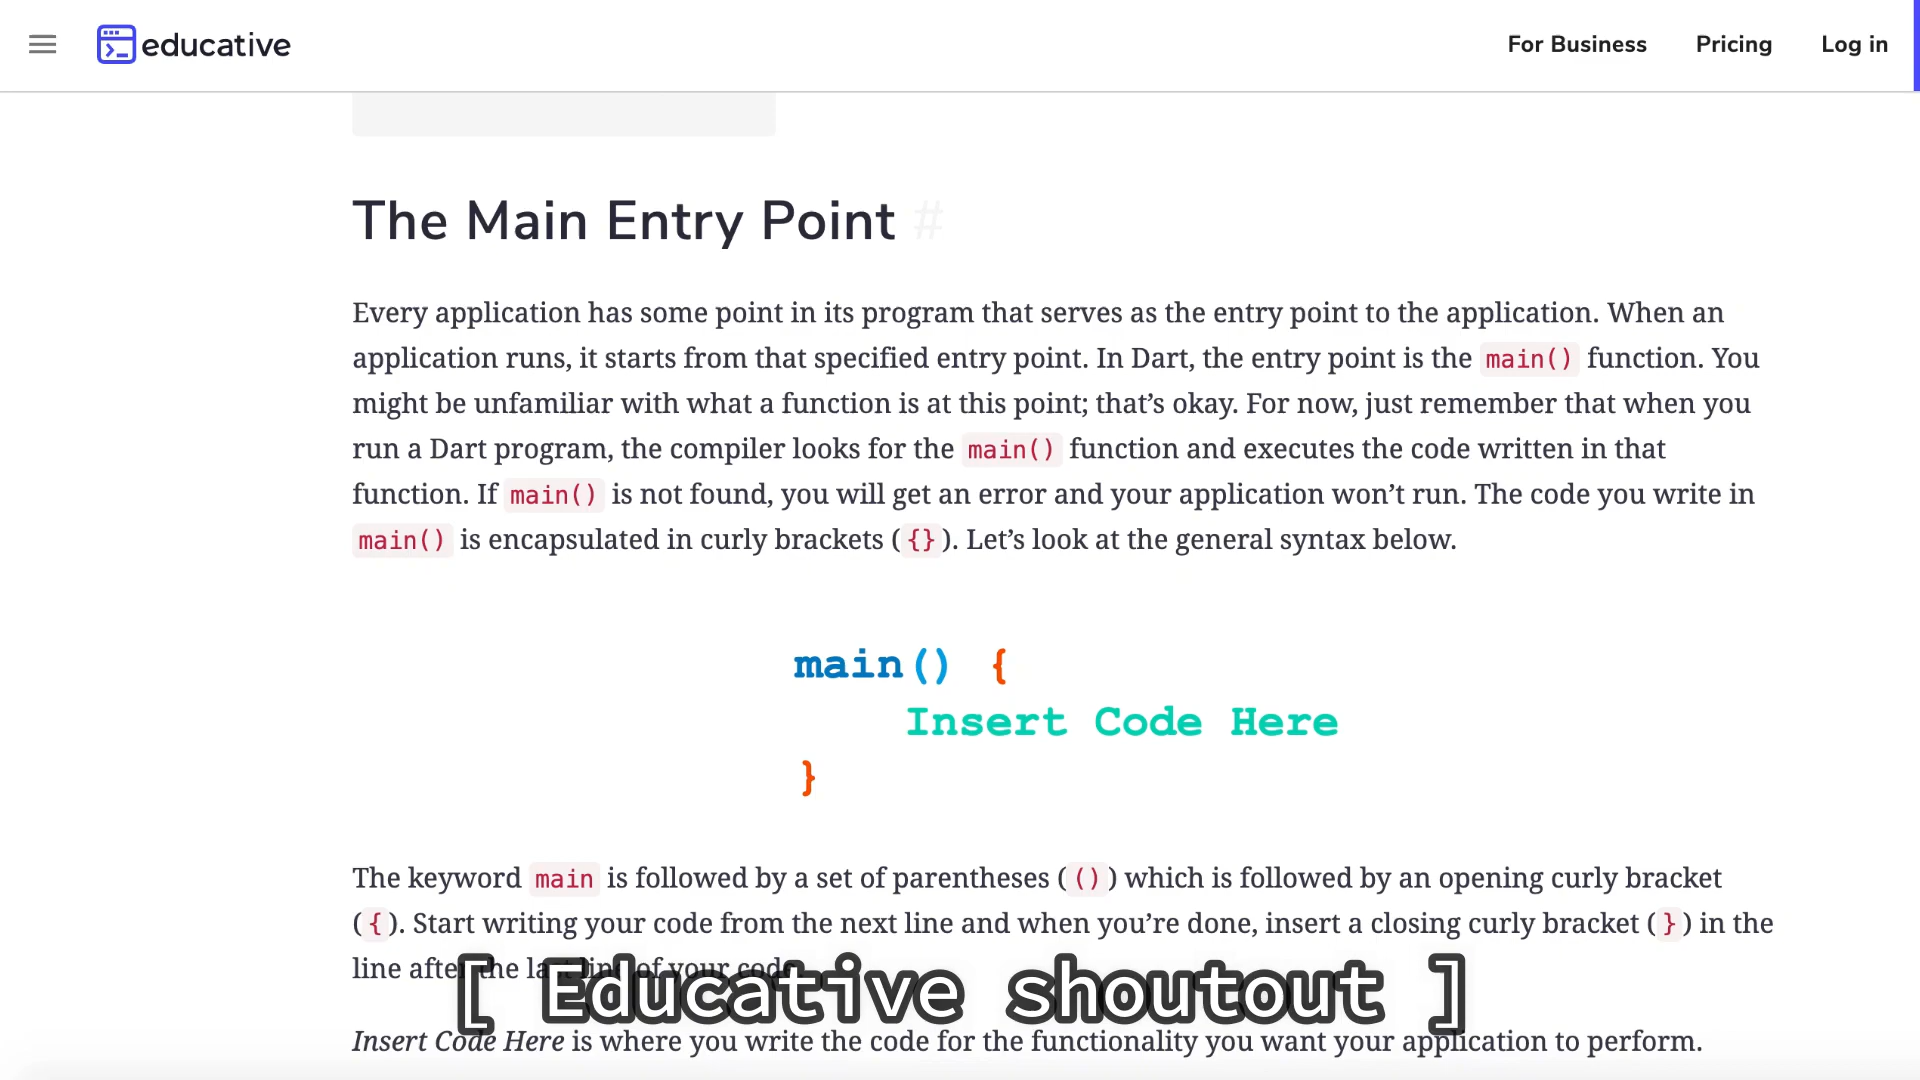 educative
For Business
Pricing
Log in
The Main Entry Point #
Every application has some point in its program that serves as the entry point to the application. When an
application runs, it starts from that specified entry point. In Dart, the entry point is the main() function. You
might be unfamiliar with what a function is at this point; that’s okay. For now, just remember that when you
run a Dart program, the compiler looks for the main() function and executes the code written in that
function. If main() is not found, you will get an error and your application won’t run. The code you write in
main() is encapsulated in curly brackets ({}). Let’s look at the general syntax below.
main() {
Insert Code Here
}
The keyword main is followed by a set of parentheses (()) which is followed by an opening curly bracket
({). Start writing your code from the next line and when you’re done, insert a closing curly bracket (}) in the
line after the last line of your code.
[ Educative shoutout ]
Insert Code Here is where you write the code for the functionality you want your application to perform.